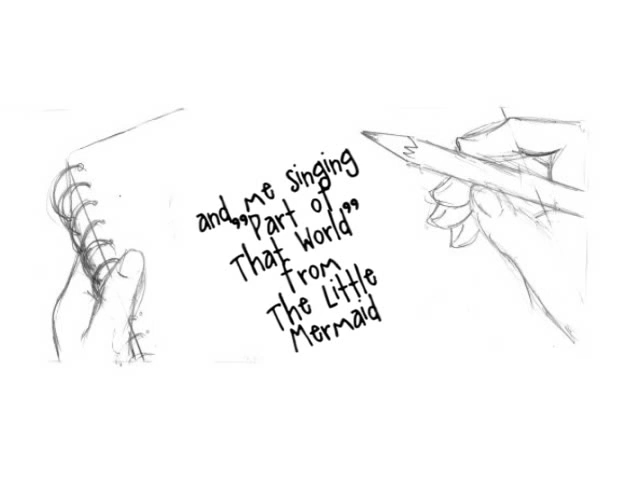 and me singing
"Part of
That World"
from
The Little
Mermaid